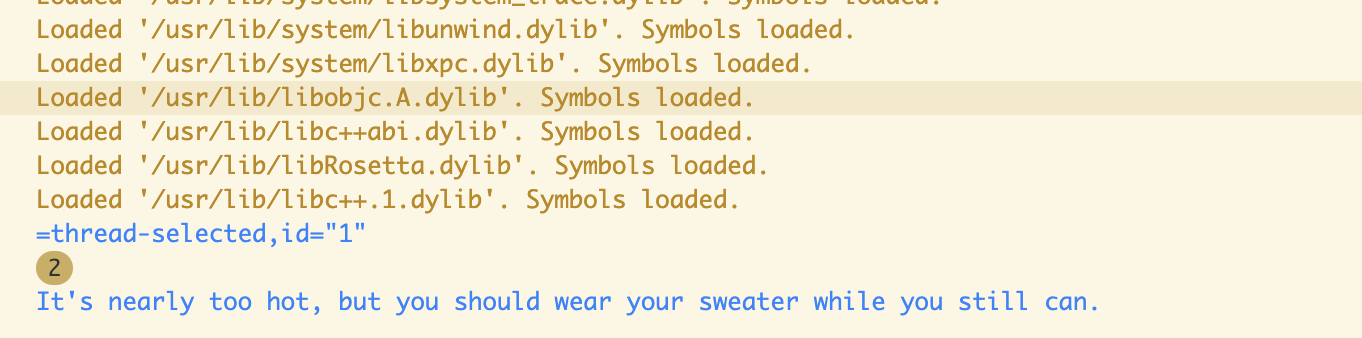 Loaded '/usr/lib/system/libsystem_trace.dylib'. Symbols loaded.
Loaded '/usr/lib/system/libunwind.dylib'. Symbols loaded.
Loaded '/usr/lib/system/libxpc.dylib'. Symbols loaded.
Loaded '/usr/lib/libobjc.A.dylib'. Symbols loaded.
Loaded '/usr/lib/libc++abi.dylib'. Symbols loaded.
Loaded '/usr/lib/libRosetta.dylib'. Symbols loaded.
Loaded '/usr/lib/libc++.1.dylib'. Symbols loaded.
=thread-selected,id="1"
2
It's nearly too hot, but you should wear your sweater while you still can.